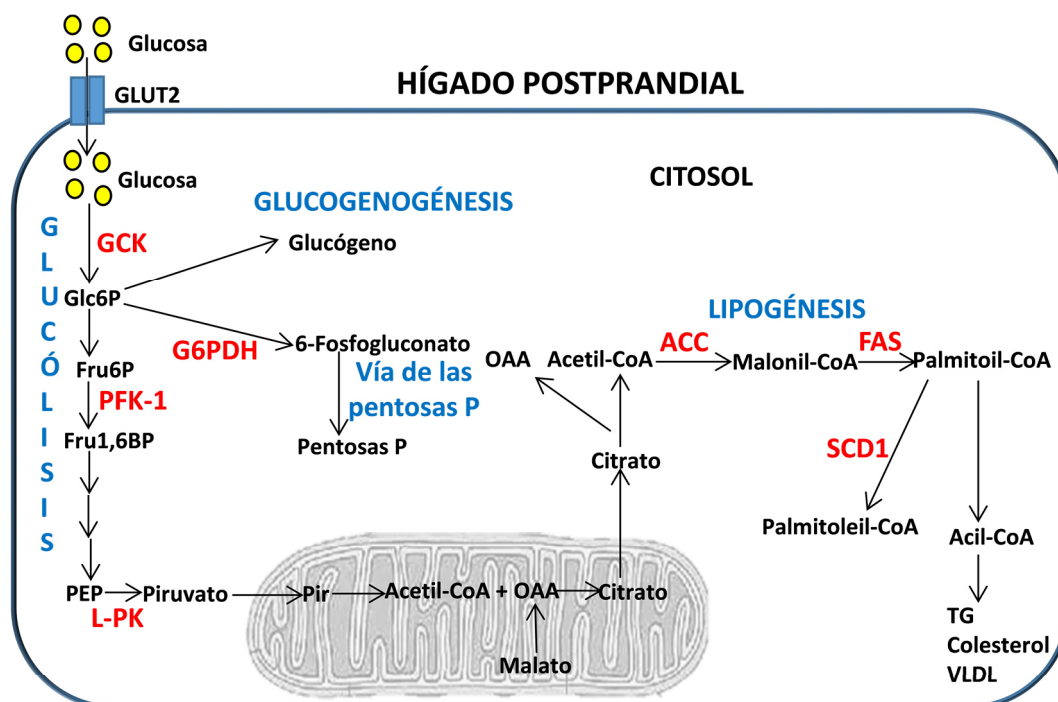 Glucosa
GLUT2
HÍGADO POSTPRANDIAL
Glucosa
CITOSOL
GLUCÓLISIS
GCK
GLUCOGENOGÉNESIS
Glucógeno
Glc6P
G6PDH
6-Fosfogluconato
Vía de las
pentosas P
Pentosas P
Fru6P
PFK-1
Fru1,6BP
LIPOGÉNESIS
OAA
Acetil-CoA
ACC
Malonil-CoA
FAS
Palmitoil-CoA
SCD1
Citrato
Palmitoleil-CoA
Acil-CoA
PEP
L-PK
Piruvato
Pir
Acetil-CoA + OAA
Citrato
Malato
TG
Colesterol
VLDL